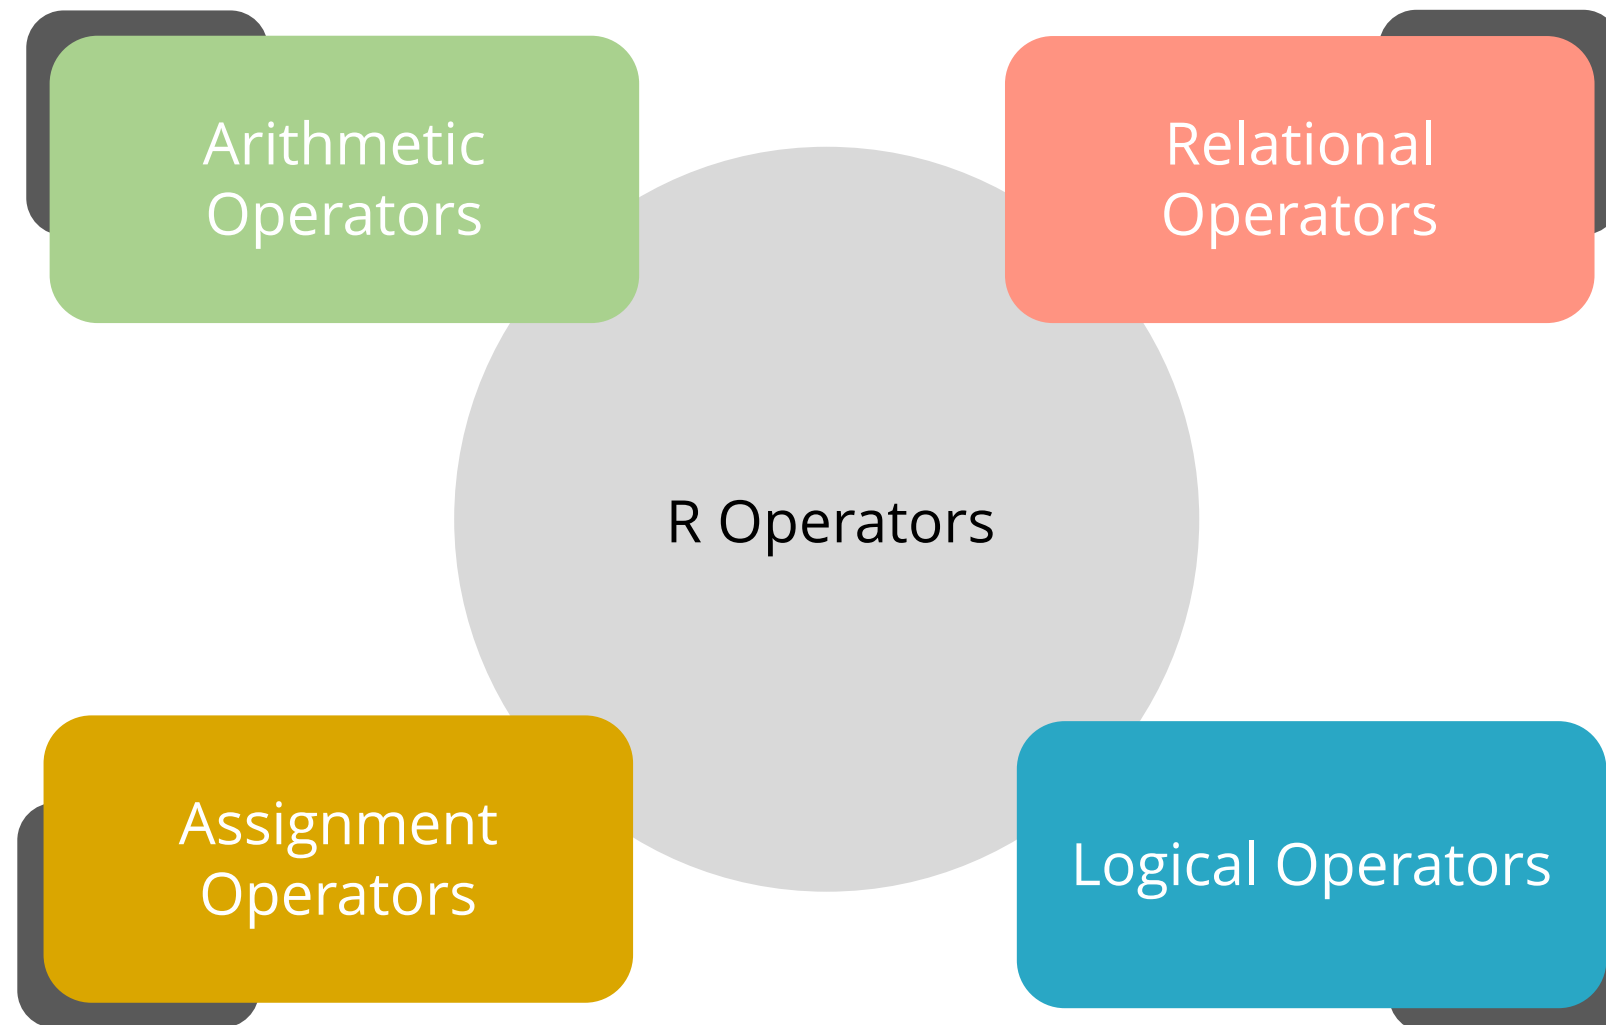 Arithmetic
Operators
Relational
Operators
R Operators
Assignment
Operators
Logical Operators